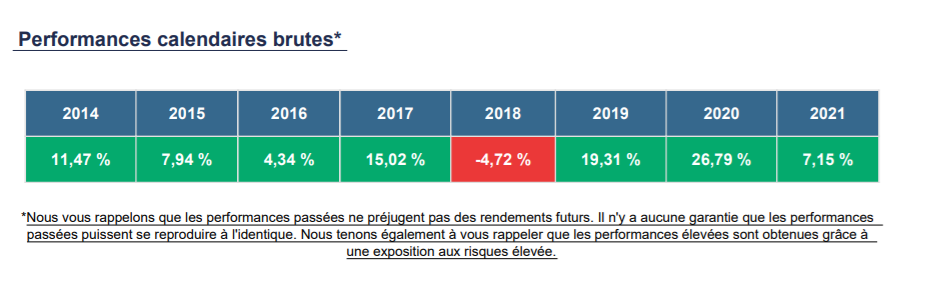 Performances calendaires brutes*
2014 2015 2016 2017 2018 2019 2020 2021
11,47 % 7,94 % 4,34 % 15,02 % -4,72 % 19,31 % 26,79 % 7,15 %
*Nous vous rappelons que les performances passées ne préjugent pas des rendements futurs. Il n'y a aucune garantie que les performances
passées puissent se reproduire à l'identique. Nous tenons également à vous rappeler que les performances élevées sont obtenues grâce à
une exposition aux risques élevée.